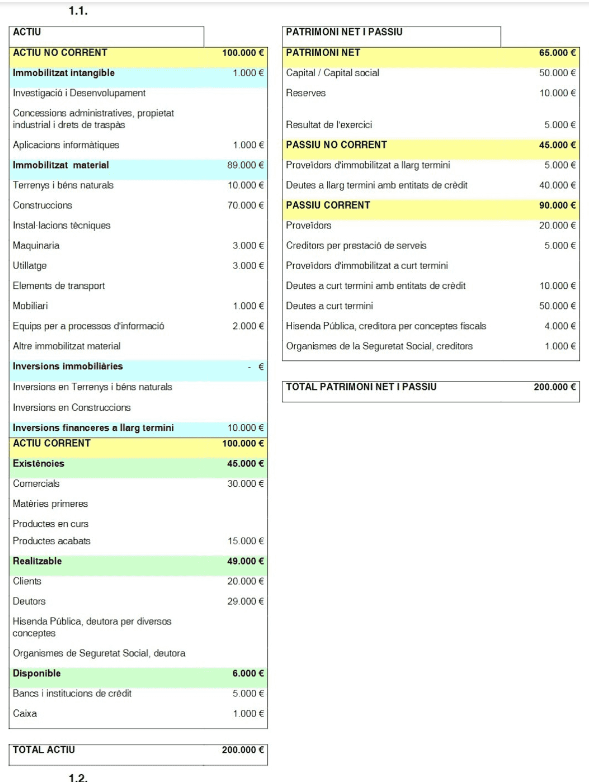 1.1.
ACTIU
ACTIU NO CORRENT 100.000 €
Immobilitzat intangible 1.000 €
Investigació i Desenvolupament
Concessions administratives, propietat
industrial i drets de traspàs
Aplicacions informàtiques 1.000 €
Immobilitzat material 89.000 €
Terrenys i béns naturals 10.000 €
Construccions 70.000 €
Instal·lacions tècniques
Maquinaria 3.000 €
Utillatge 3.000 €
Elements de transport
Mobiliari 1.000 €
Equips per a processos d'informació 2.000 €
Altre immobilitzat material
Inversions immobiliàries - €
Inversions en Terrenys i béns naturals
Inversions en Construccions
Inversions financeres a llarg termini 10.000 €
ACTIU CORRENT 100.000 €
Existències 45.000 €
Comercials 30.000 €
Matèries primeres
Productes en curs
Productes acabats 15.000 €
Realitzable 49.000 €
Clients 20.000 €
Deutors 29.000 €
Hisenda Pública, deutora per diversos
conceptes
Organismes de Seguretat Social, deutora
Disponible 6.000 €
Bancs i institucions de crèdit 5.000 €
Caixa 1.000 €
TOTAL ACTIU 200.000 €
PATRIMONI NET I PASSIU
PATRIMONI NET 65.000 €
Capital / Capital social 50.000 €
Reserves 10.000 €
Resultat de l'exercici 5.000 €
PASSIU NO CORRENT 45.000 €
Proveïdors d'immobilitzat a llarg termini 5.000 €
Deutes a llarg termini amb entitats de crèdit 40.000 €
PASSIU CORRENT 90.000 €
Proveïdors 20.000 €
Creditors per prestació de serveis 5.000 €
Proveïdors d'immobilitzat a curt termini
Deutes a curt termini amb entitats de crèdit 10.000 €
Deutes a curt termini 50.000 €
Hisenda Pública, creditora per conceptes fiscals 4.000 €
Organismes de la Seguretat Social, creditors 1.000 €
TOTAL PATRIMONI NET I PASSIU 200.000 €
1.2.